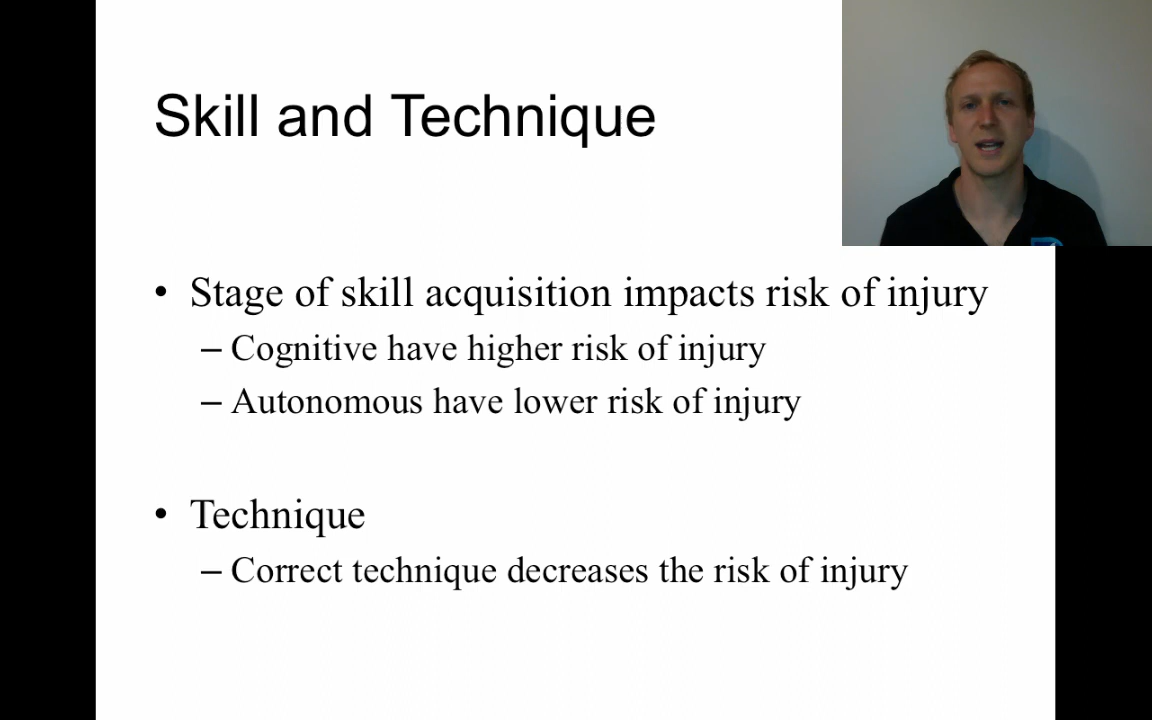 Skill and Technique
• Stage of skill acquisition impacts risk of injury
– Cognitive have higher risk of injury
– Autonomous have lower risk of injury
• Technique
– Correct technique decreases the risk of injury